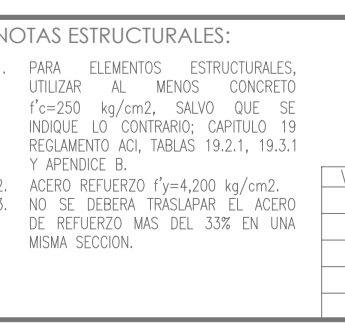 NOTAS ESTRUCTURALES:
. PARA ELEMENTOS ESTRUCTURALES,
UTILIZAR AL MENOS CONCRETO
f'c=250 kg/cm2, SALVO QUE SE
INDIQUE LO CONTRARIO; CAPITULO 19
REGLAMENTO ACI, TABLAS 19.2.1, 19.3.1
Y APENDICE B.
2. ACERO REFUERZO f'y=4,200 kg/cm2.
3. NO SE DEBERA TRASLAPAR EL ACERO
DE REFUERZO MAS DEL 33% EN UNA
MISMA SECCION.